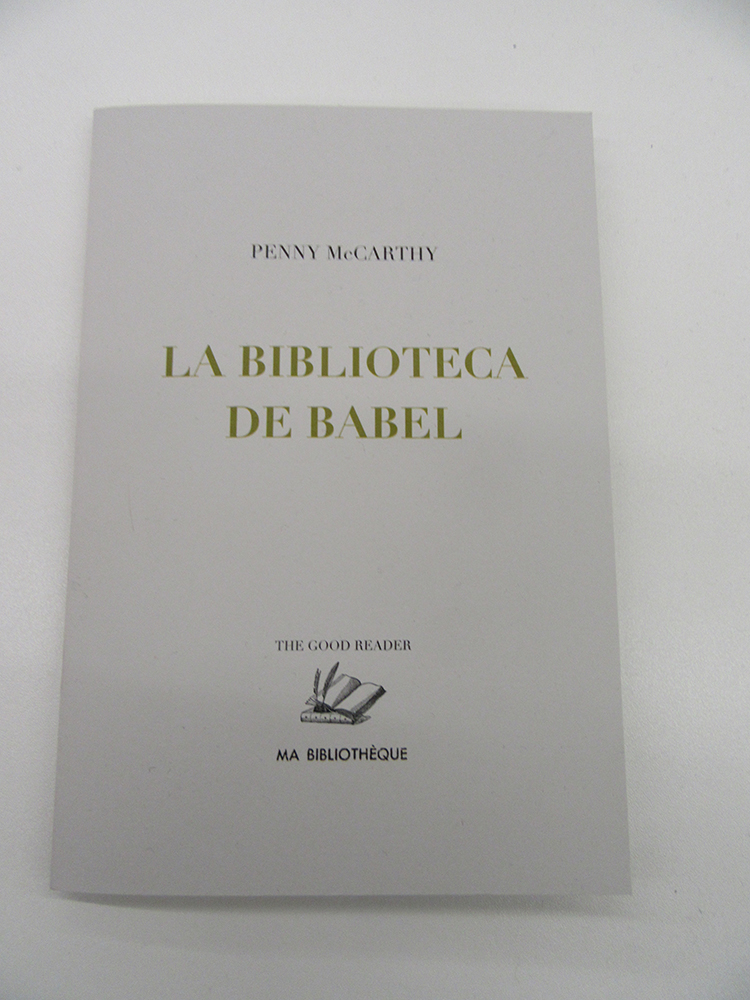 PENNY McCARTHY
LA BIBLIOTECA
DE BABEL
THE GOOD READER
MA BIBLIOTHÈQUE